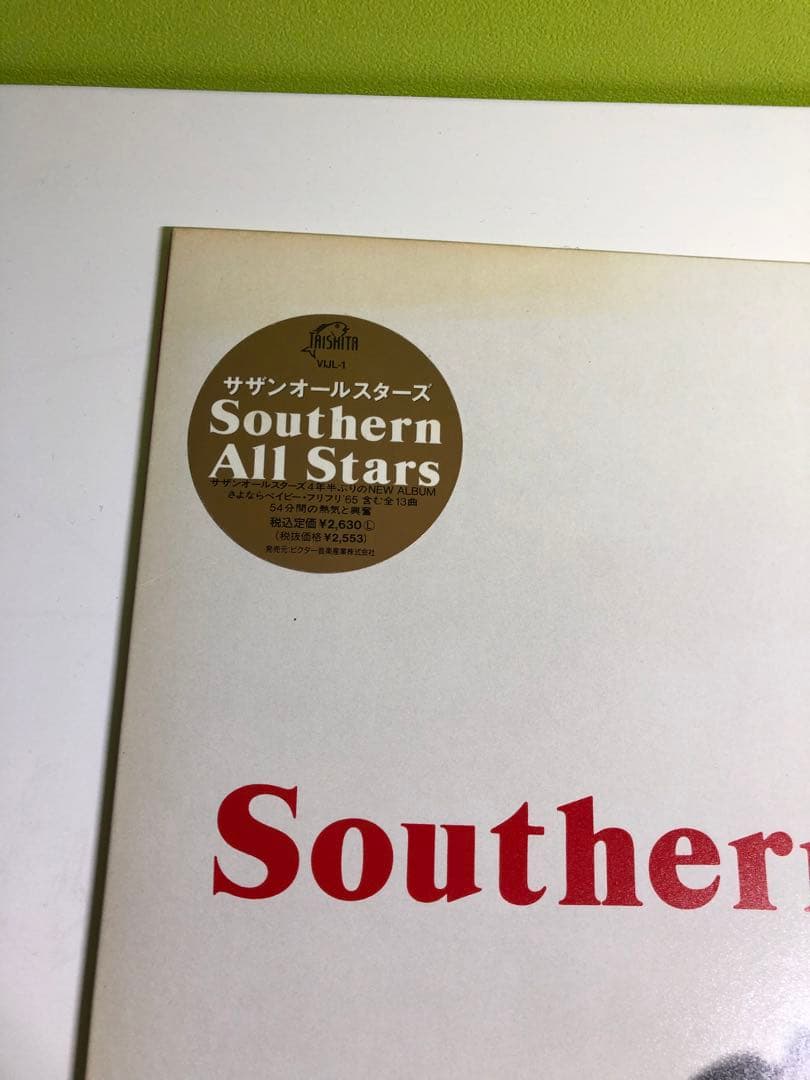 TAISHITA
VIJL-1
サザンオールスターズ
Southern
All Stars
サザンオールスターズ4年半ぶりのNEW ALBUM
さよならベイビー・フリフリ'65 含む全13曲
54分間の熱気と興奮
税込定価¥2,630Ⓛ
(税抜価格¥2,553)
発売元:ビクター音楽産業株式会社
Southern